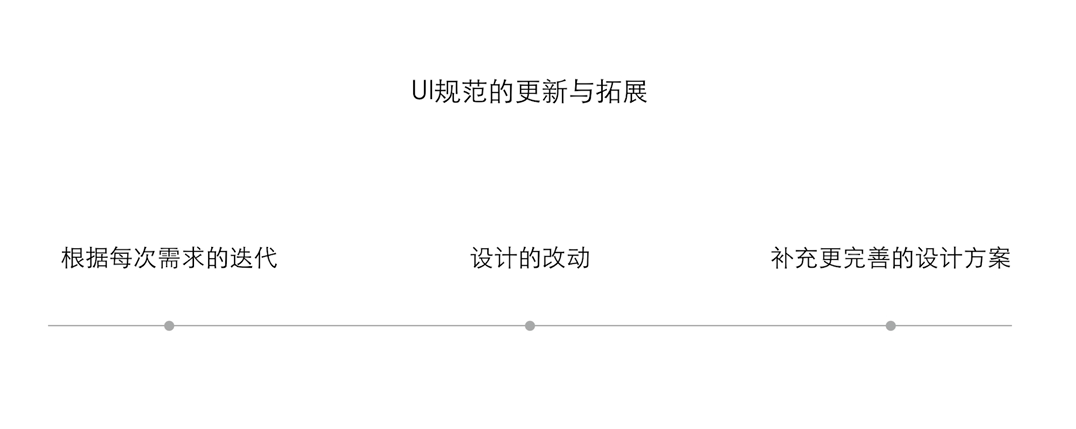 UI规范的更新与拓展
根据每次需求的迭代
设计的改动
补充更完善的设计方案